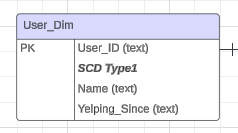 User_Dim
PK User_ID (text)
SCD Type1
Name (text)
Yelping_Since (text)